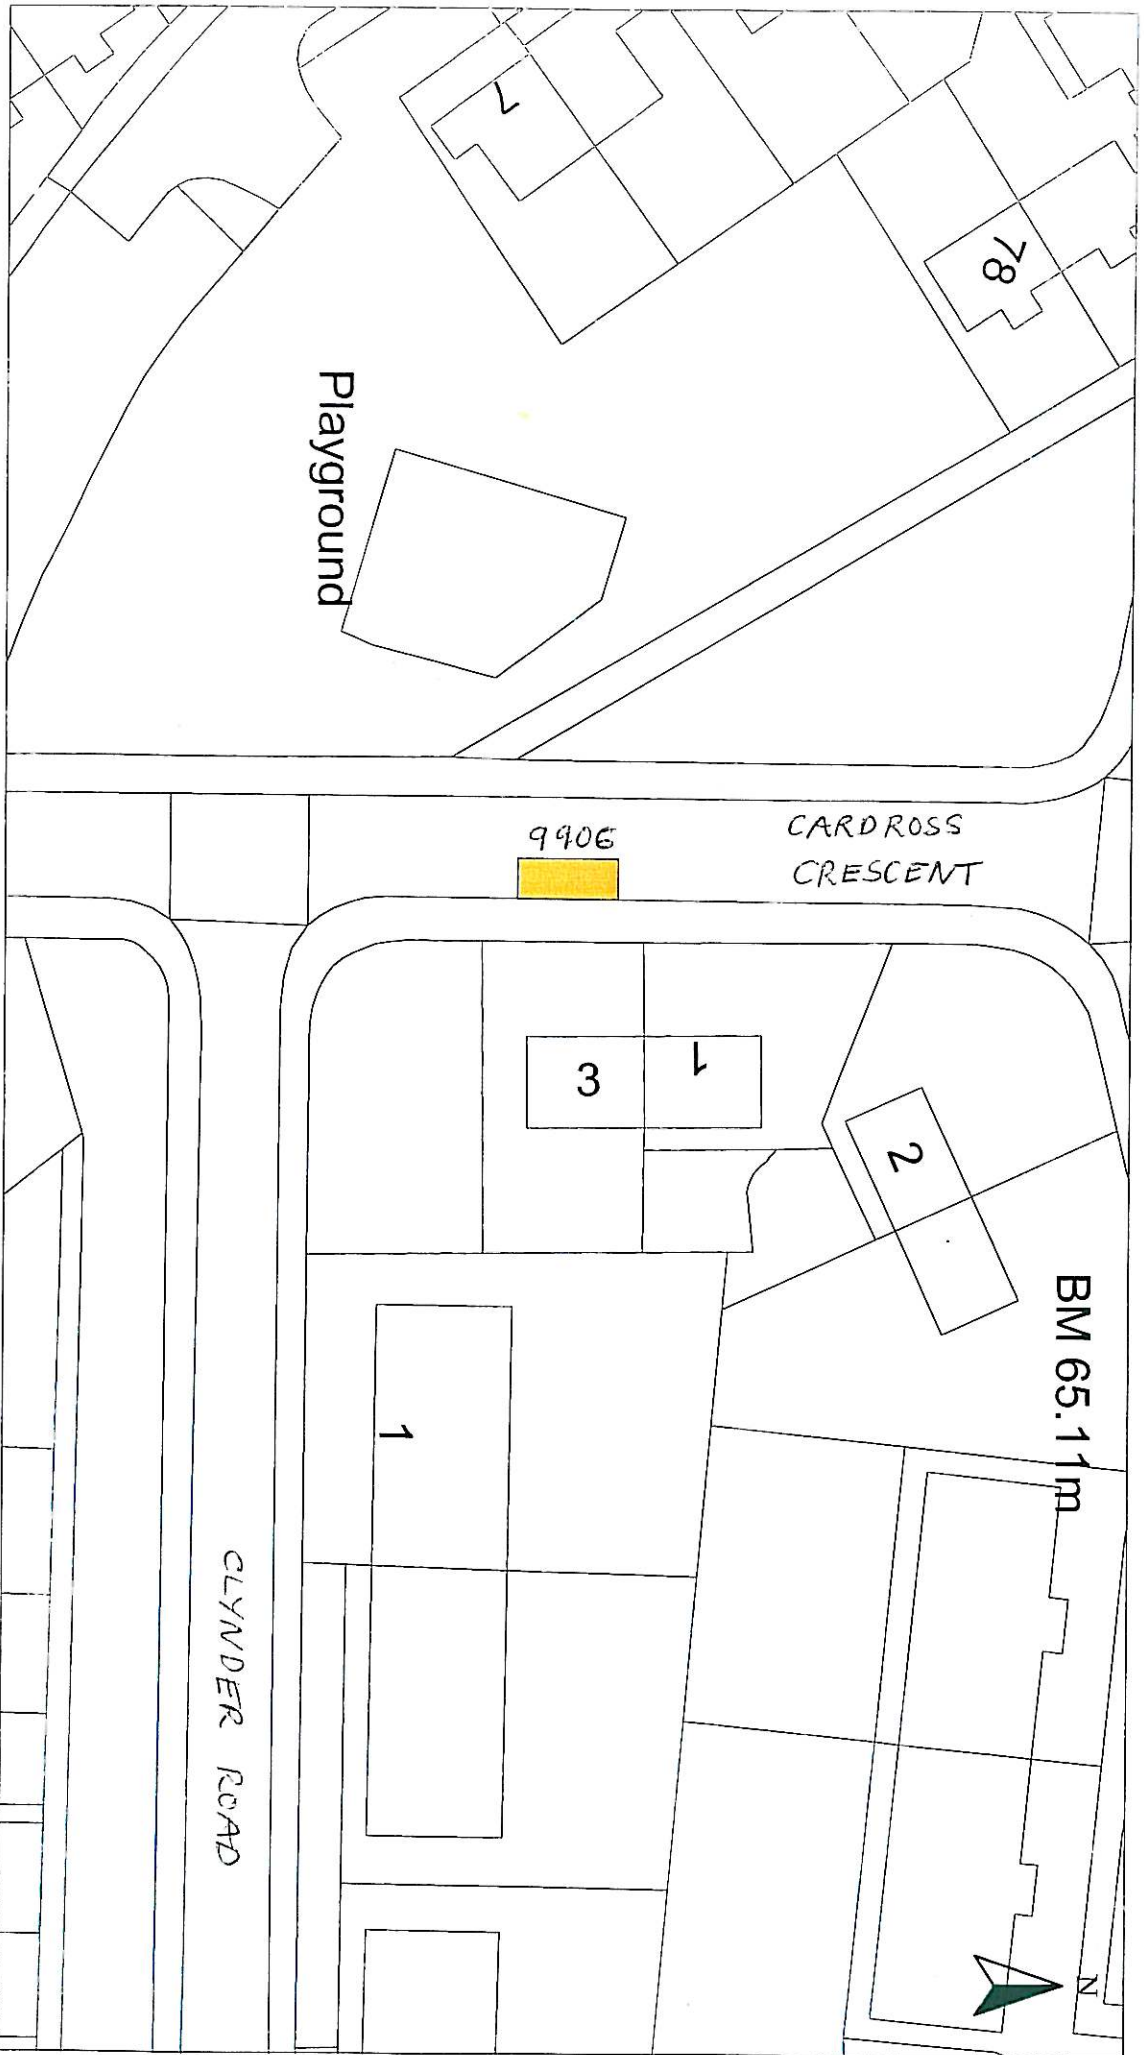 7
78
Playground
9906
CARDROSS
CRESCENT
3
1
2
BM 65.11m
1
CLYNDER ROAD
N